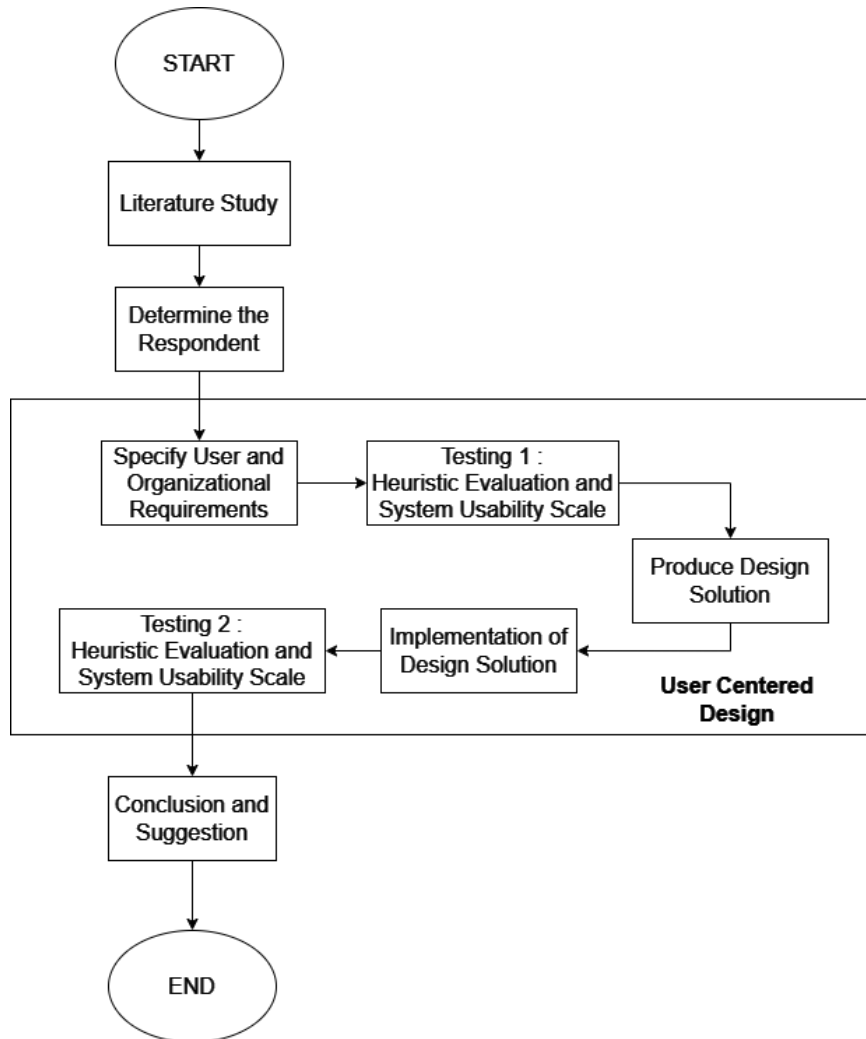 START
Literature Study
Determine the
Respondent
Specify User and
Organizational
Requirements
Testing 1 :
Heuristic Evaluation and
System Usability Scale
Produce Design
Solution
Implementation of
Design Solution
Testing 2 :
Heuristic Evaluation and
System Usability Scale
User Centered
Design
Conclusion and
Suggestion
END